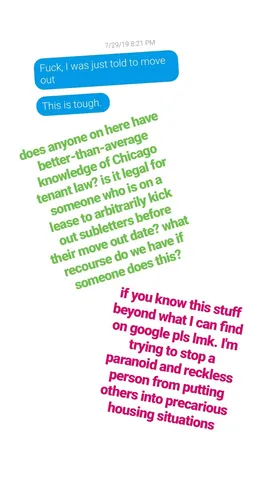 7/29/19 8:21 PM
Fuck, I was just told to move
out
This is tough.
does anyone on here have
better-than-average
knowledge of Chicago
tenant law? is it legal for
someone who is on a
lease to arbitrarily kick
out subletters before
their move out date? what
recourse do we have if
someone does this?
if you know this stuff
beyond what I can find
on google pls lmk. I'm
trying to stop a
paranoid and reckless
person from putting
others into precarious
housing situations